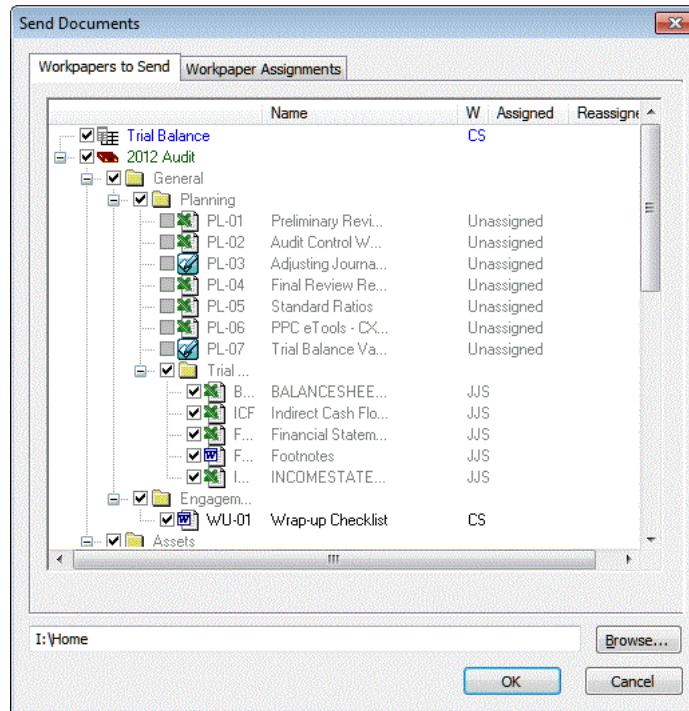 Send Documents
Workpapers to Send Workpaper Assignments
Name W Assigned Reassigne
Trial Balance CS
2012 Audit
General
Planning
PL-01 Preliminary Revi... Unassigned
PL-02 Audit Control W... Unassigned
PL-03 Adjusting Journa... Unassigned
PL-04 Final Review Re... Unassigned
PL-05 Standard Ratios Unassigned
PL-06 PPC eTools - CX... Unassigned
PL-07 Trial Balance Va... Unassigned
Trial ...
B... BALANCESHEE... JJS
ICF Indirect Cash Flo... JJS
F... Financial Statem... JJS
F... Footnotes JJS
I... INCOMESTATE... JJS
Engagem...
WU-01 Wrap-up Checklist CS
Assets
I:\Home Browse...
OK Cancel